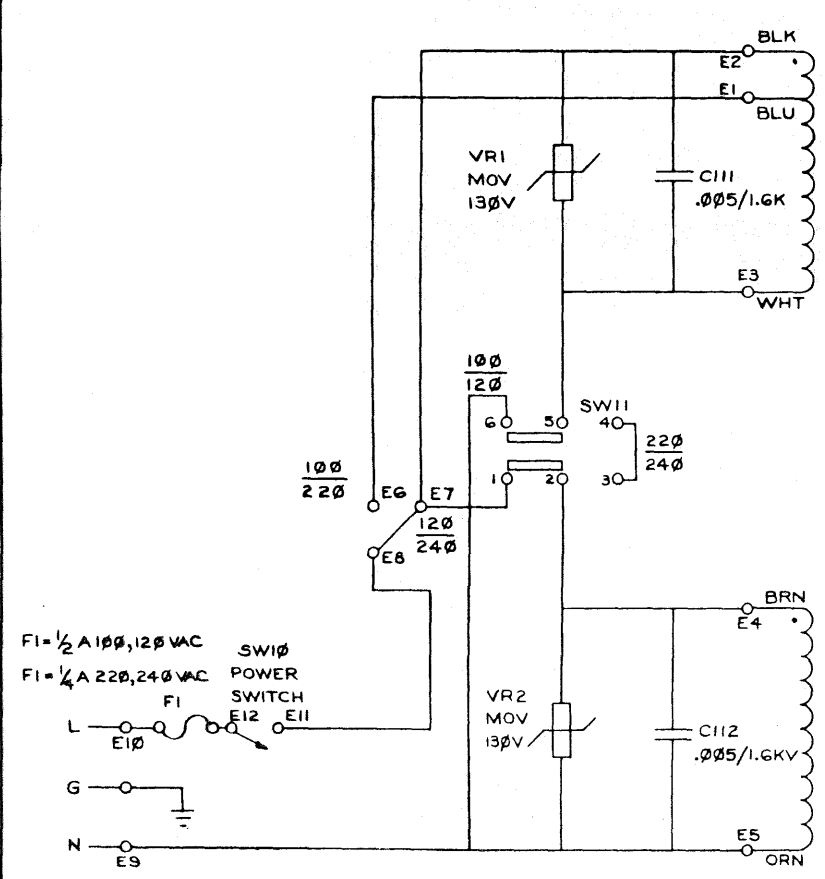 BLK
E2
E1
BLU
VR1
MOV
13ØV
C111
.ØØ5/1.6K
E3
WHT
1ØØ
12Ø
SW11
6
5
4
22Ø
24Ø
1
2
3
1ØØ
22Ø
E6
E7
12Ø
24Ø
E8
BRN
E4
F1=½ A 1ØØ,12Ø VAC
F1=¼ A 22Ø,24Ø VAC
SW1Ø
POWER
SWITCH
F1
E12
E11
L
E1Ø
VR2
MOV
13ØV
C112
.ØØ5/1.6KV
G
N
E9
E5
ORN